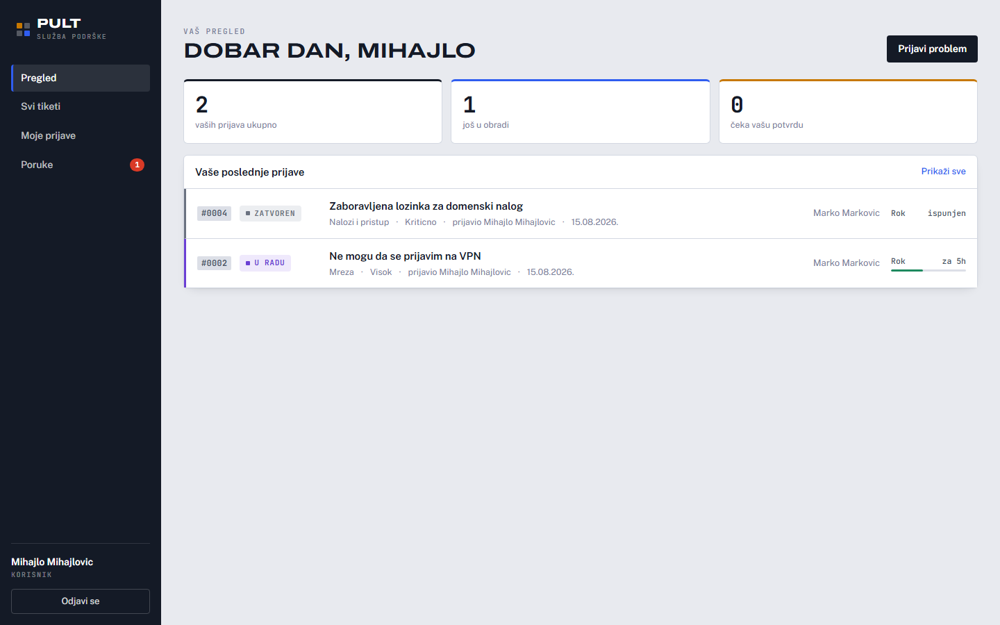 PULT
SLUŽBA PODRŠKE
Pregled
Svi tiketi
Moje prijave
Poruke 1
Mihajlo Mihajlovic
KORISNIK
Odjavi se
VAŠ PREGLED
DOBAR DAN, MIHAJLO
Prijavi problem
2
vaših prijava ukupno
1
još u obradi
0
čeka vašu potvrdu
Vaše poslednje prijave Prikaži sve
#0004 ZATVOREN Zaboravljena lozinka za domenski nalog
Nalozi i pristup · Kriticno · prijavio Mihajlo Mihajlovic · 15.08.2026.
Marko Markovic Rok ispunjen
#0002 U RADU Ne mogu da se prijavim na VPN
Mreza · Visok · prijavio Mihajlo Mihajlovic · 15.08.2026.
Marko Markovic Rok za 5h